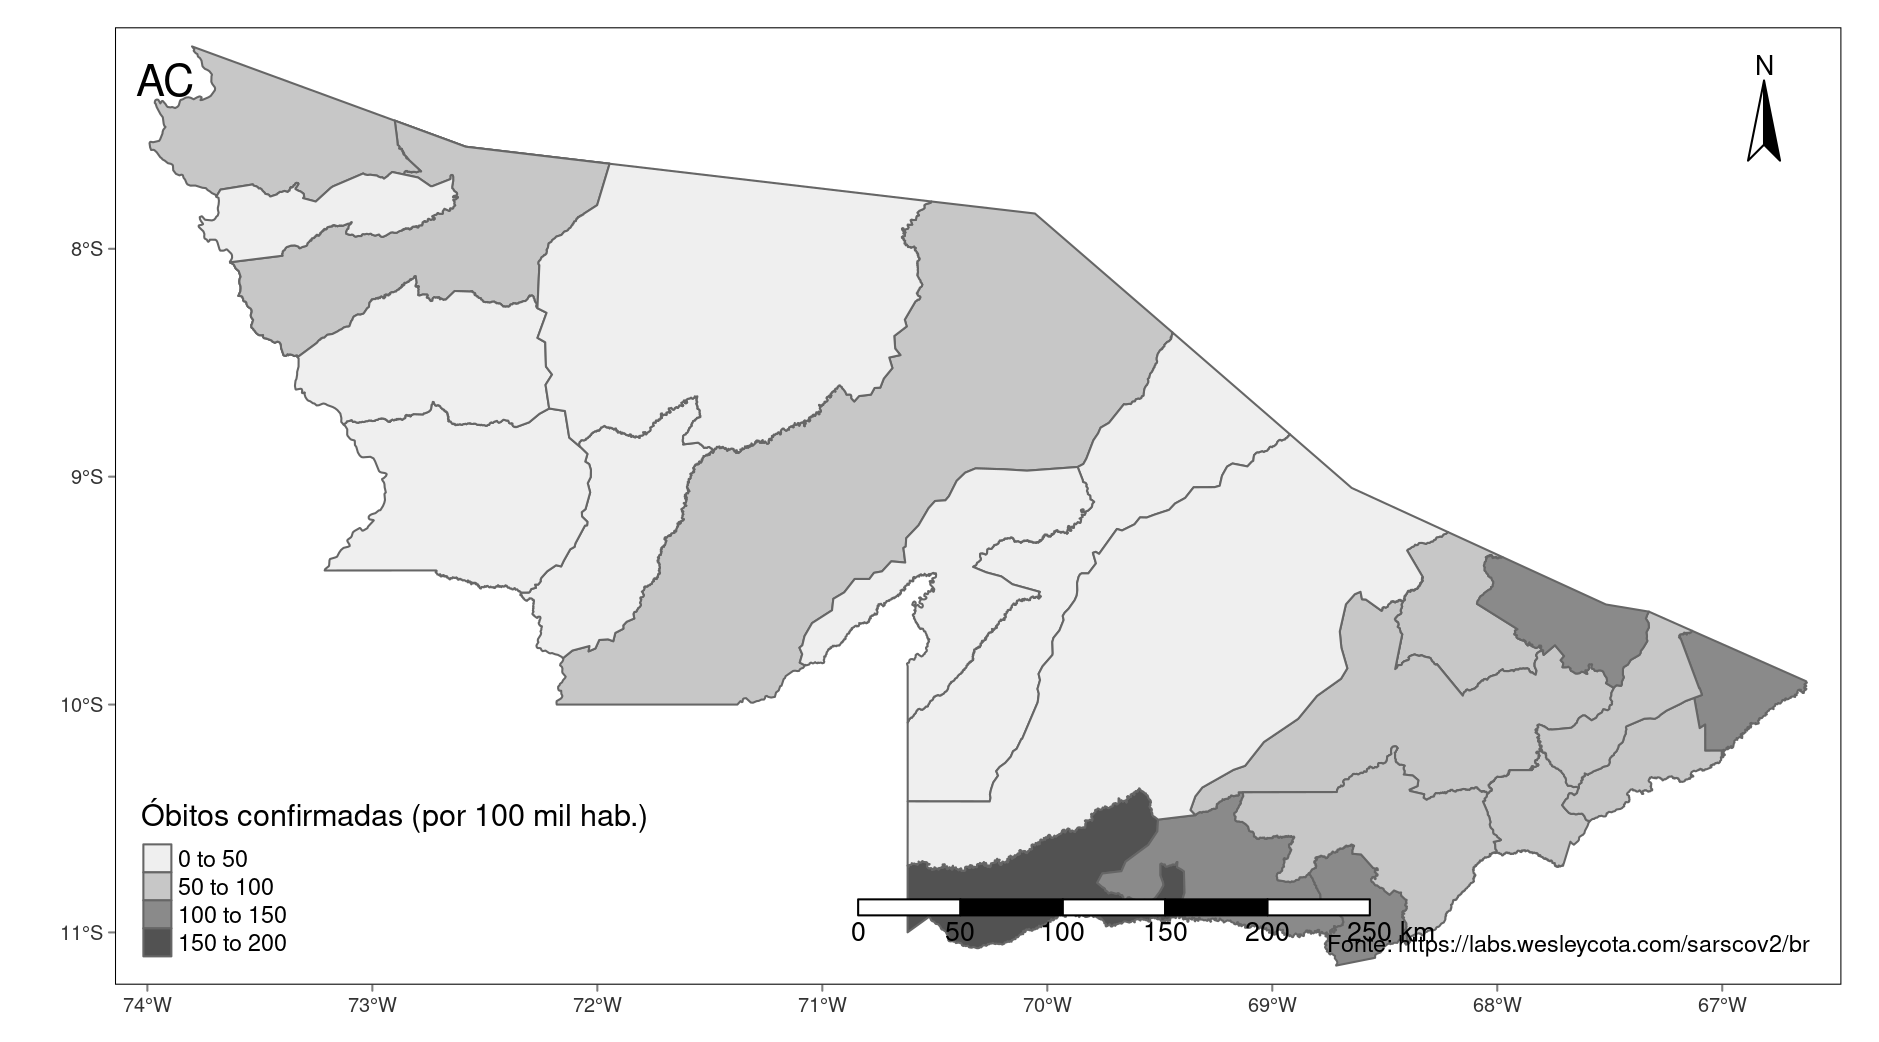 AC
N
8°S
9°S
10°S
11°S
Óbitos confirmadas (por 100 mil hab.)
0 to 50
50 to 100
100 to 150
150 to 200
0 50 100 150 200 250 km
Fonte: https://labs.wesleycota.com/sarscov2/br
74°W 73°W 72°W 71°W 70°W 69°W 68°W 67°W